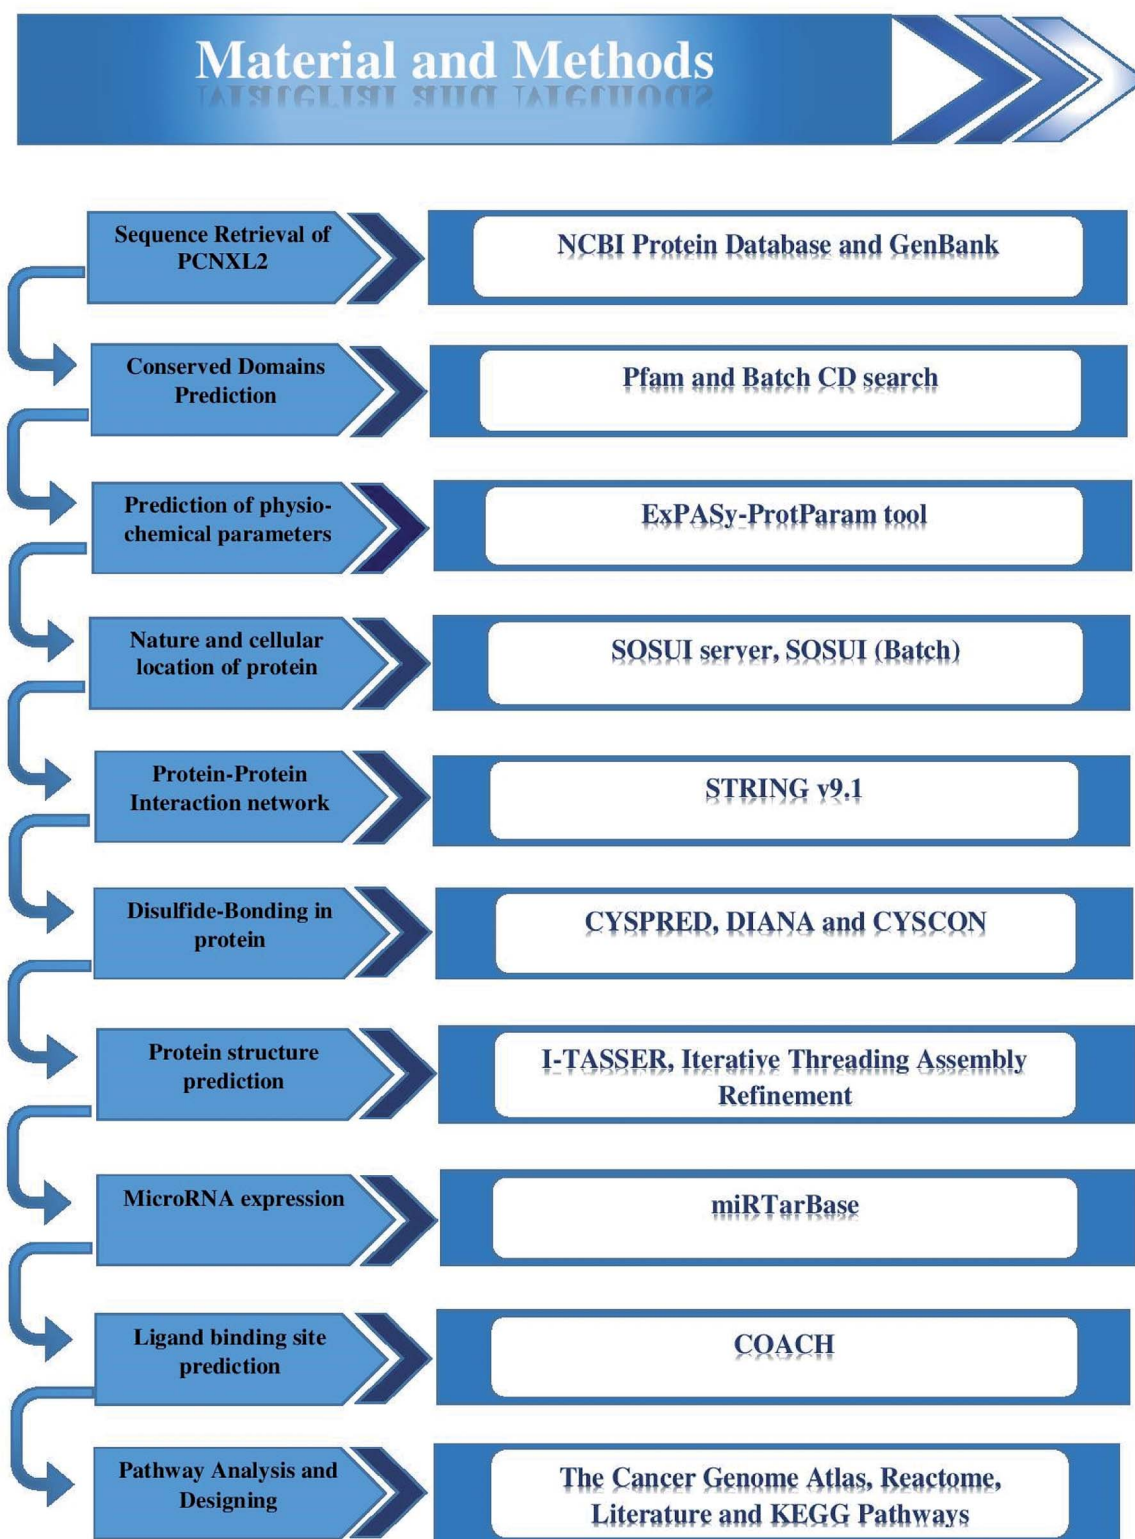 Material and Methods
Sequence Retrieval of
PCNXL2
NCBI Protein Database and GenBank
Conserved Domains
Prediction
Pfam and Batch CD search
Prediction of physio-
chemical parameters
ExPASy-ProtParam tool
Nature and cellular
location of protein
SOSUI server, SOSUI (Batch)
Protein-Protein
Interaction network
STRING v9.1
Disulfide-Bonding in
protein
CYSPRED, DIANA and CYSCON
Protein structure
prediction
I-TASSER, Iterative Threading Assembly
Refinement
MicroRNA expression
miRTarBase
Ligand binding site
prediction
COACH
Pathway Analysis and
Designing
The Cancer Genome Atlas, Reactome,
Literature and KEGG Pathways